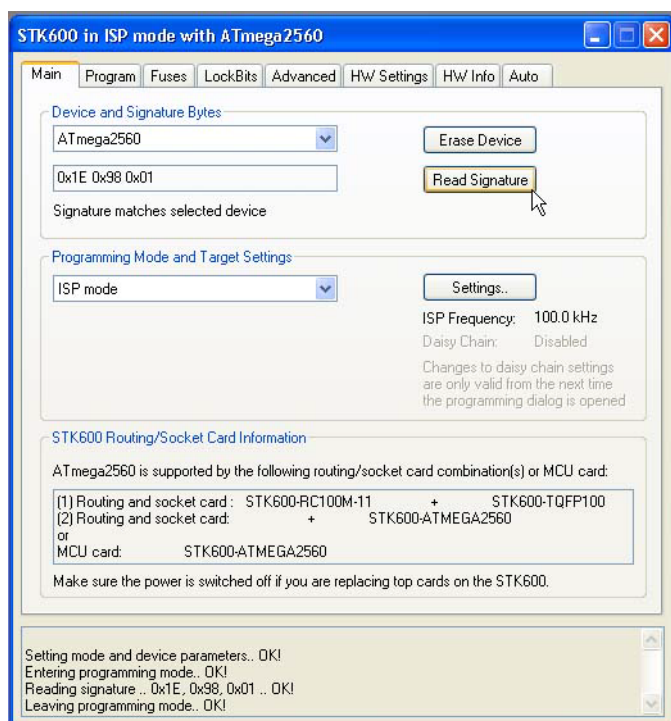 STK600 in ISP mode with ATmega2560
Main Program Fuses LockBits Advanced HW Settings HW Info Auto
Device and Signature Bytes
ATmega2560
Erase Device
0x1E 0x98 0x01
Read Signature
Signature matches selected device
Programming Mode and Target Settings
ISP mode
Settings..
ISP Frequency: 100.0 kHz
Daisy Chain: Disabled
Changes to daisy chain settings
are only valid from the next time
the programming dialog is opened
STK600 Routing/Socket Card Information
ATmega2560 is supported by the following routing/socket card combination(s) or MCU card:
(1) Routing and socket card : STK600-RC100M-11 + STK600-TQFP100
(2) Routing and socket card: + STK600-ATMEGA2560
or
MCU card: STK600-ATMEGA2560
Make sure the power is switched off if you are replacing top cards on the STK600.
Setting mode and device parameters.. OK!
Entering programming mode.. OK!
Reading signature .. 0x1E, 0x98, 0x01 .. OK!
Leaving programming mode.. OK!